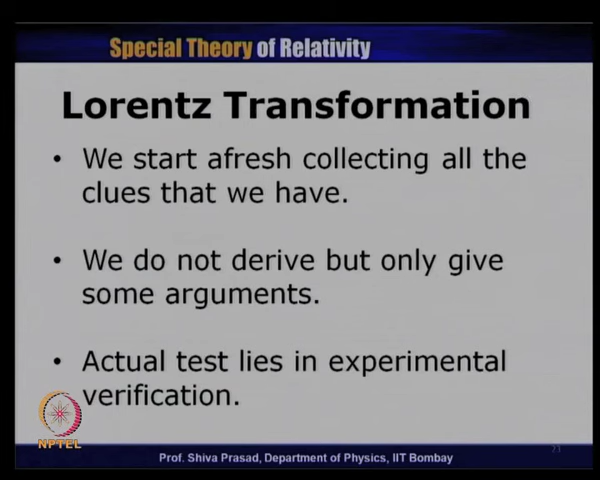 Special Theory of Relativity
Lorentz Transformation
• We start afresh collecting all the
clues that we have.
• We do not derive but only give
some arguments.
• Actual test lies in experimental
verification.
NPTEL
21
Prof. Shiva Prasad, Department of Physics, IIT Bombay